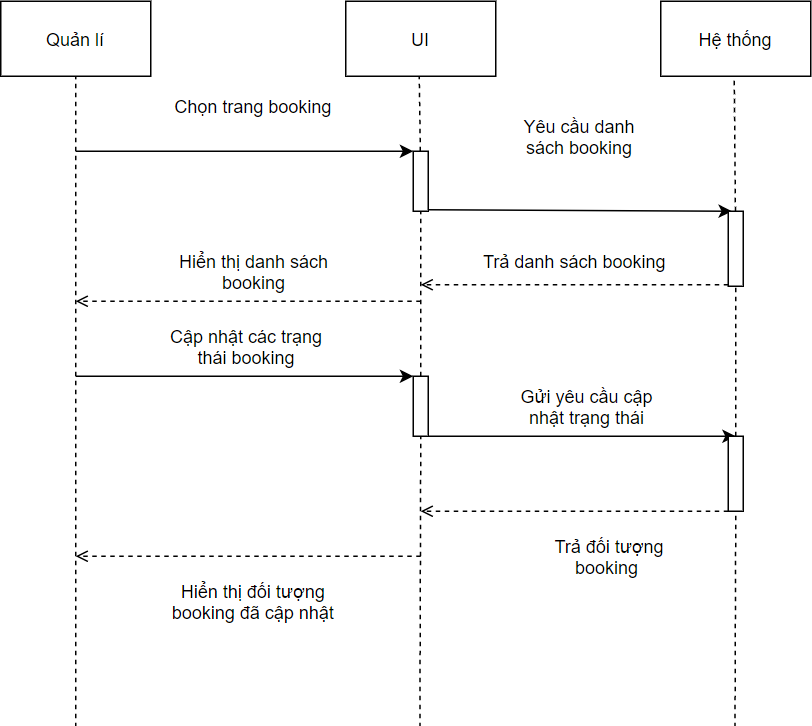 Quản lí
UI
Hệ thống
Chọn trang booking
Yêu cầu danh
sách booking
Hiển thị danh sách
booking
Trả danh sách booking
Cập nhật các trạng
thái booking
Gửi yêu cầu cập
nhật trạng thái
Trả đối tượng
booking
Hiển thị đối tượng
booking đã cập nhật